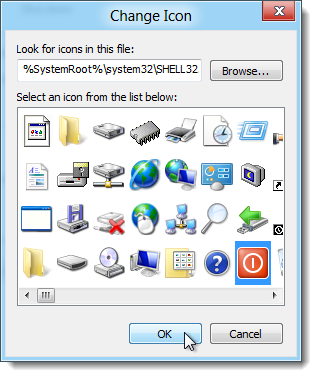 Change Icon
Look for icons in this file:
%SystemRoot%\system32\SHELL32
Browse...
Select an icon from the list below:
OK
Cancel